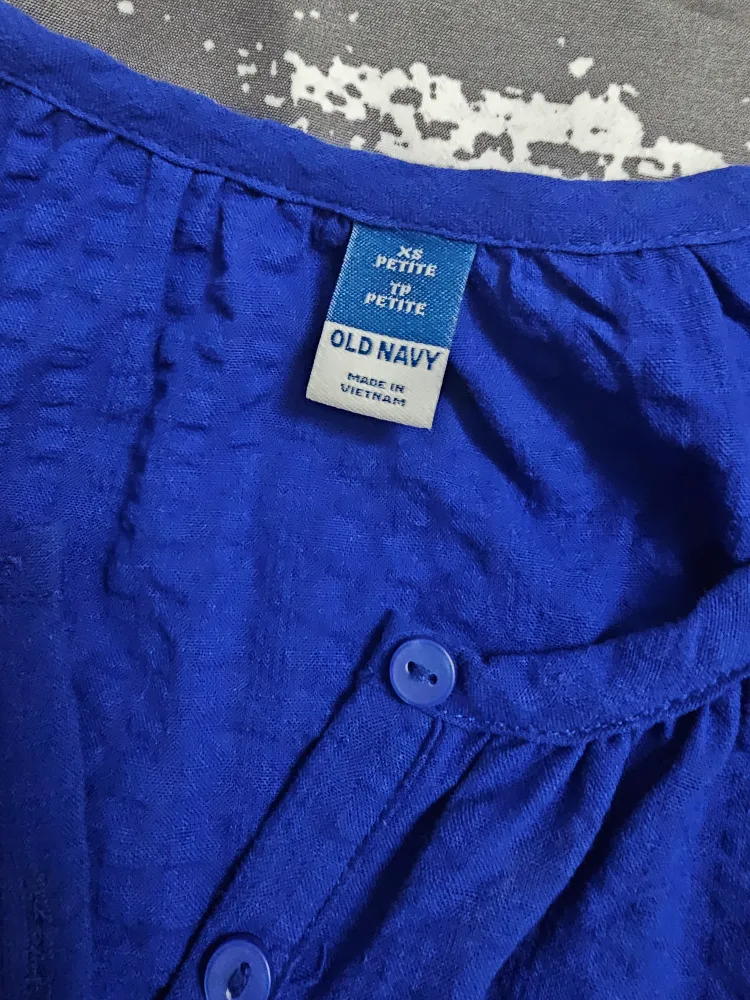 XS
PETITE
TP
PETITE
OLD NAVY
MADE IN
VIETNAM